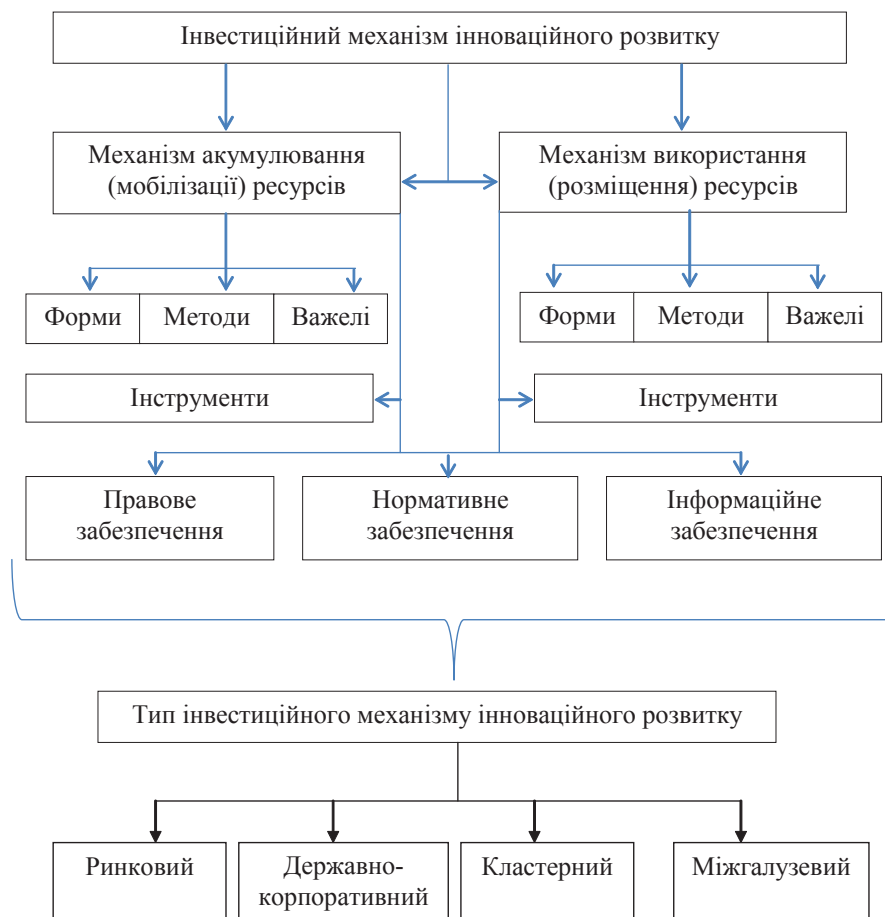 Інвестиційний механізм інноваційного розвитку
Механізм акумулювання
(мобілізації) ресурсів
Механізм використання
(розміщення) ресурсів
Форми
Методи
Важелі
Форми
Методи
Важелі
Інструменти
Інструменти
Правове
забезпечення
Нормативне
забезпечення
Інформаційне
забезпечення
Тип інвестиційного механізму інноваційного розвитку
Ринковий
Державно-
корпоративний
Кластерний
Міжгалузевий